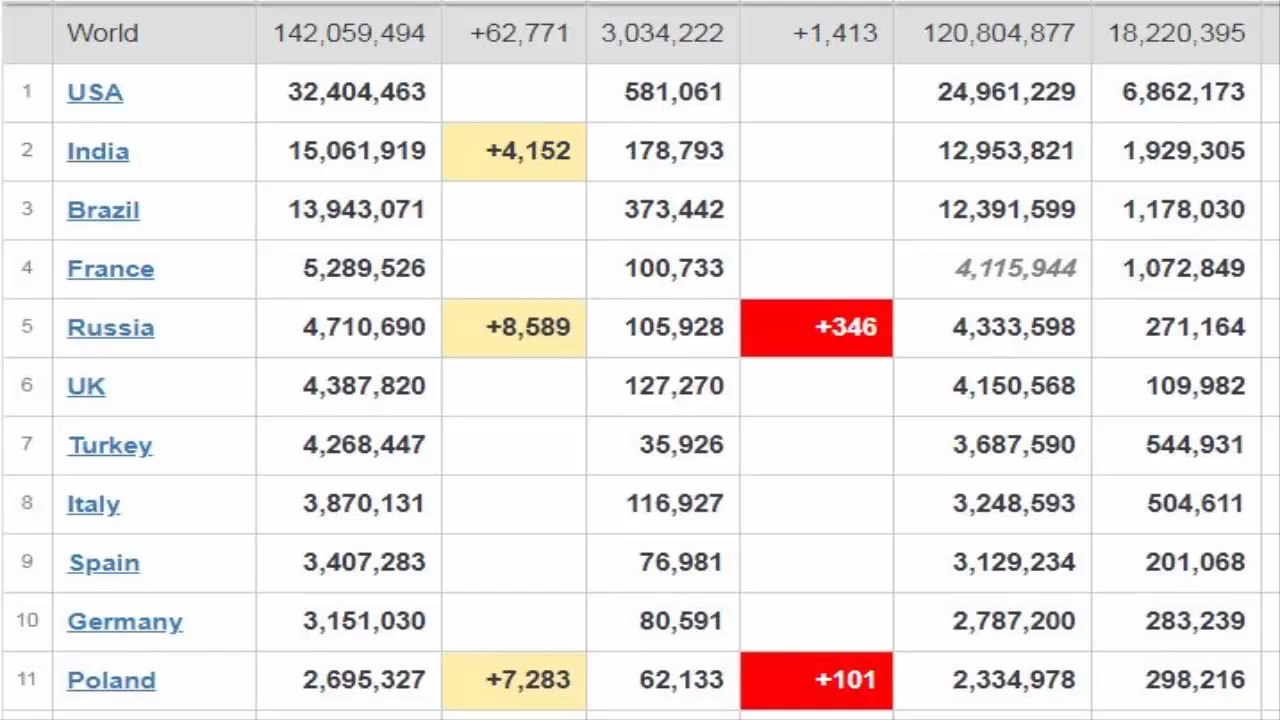 World 142,059,494 +62,771 3,034,222 +1,413 120,804,877 18,220,395
1 USA 32,404,463 581,061 24,961,229 6,862,173
2 India 15,061,919 +4,152 178,793 12,953,821 1,929,305
3 Brazil 13,943,071 373,442 12,391,599 1,178,030
4 France 5,289,526 100,733 4,115,944 1,072,849
5 Russia 4,710,690 +8,589 105,928 +346 4,333,598 271,164
6 UK 4,387,820 127,270 4,150,568 109,982
7 Turkey 4,268,447 35,926 3,687,590 544,931
8 Italy 3,870,131 116,927 3,248,593 504,611
9 Spain 3,407,283 76,981 3,129,234 201,068
10 Germany 3,151,030 80,591 2,787,200 283,239
11 Poland 2,695,327 +7,283 62,133 +101 2,334,978 298,216